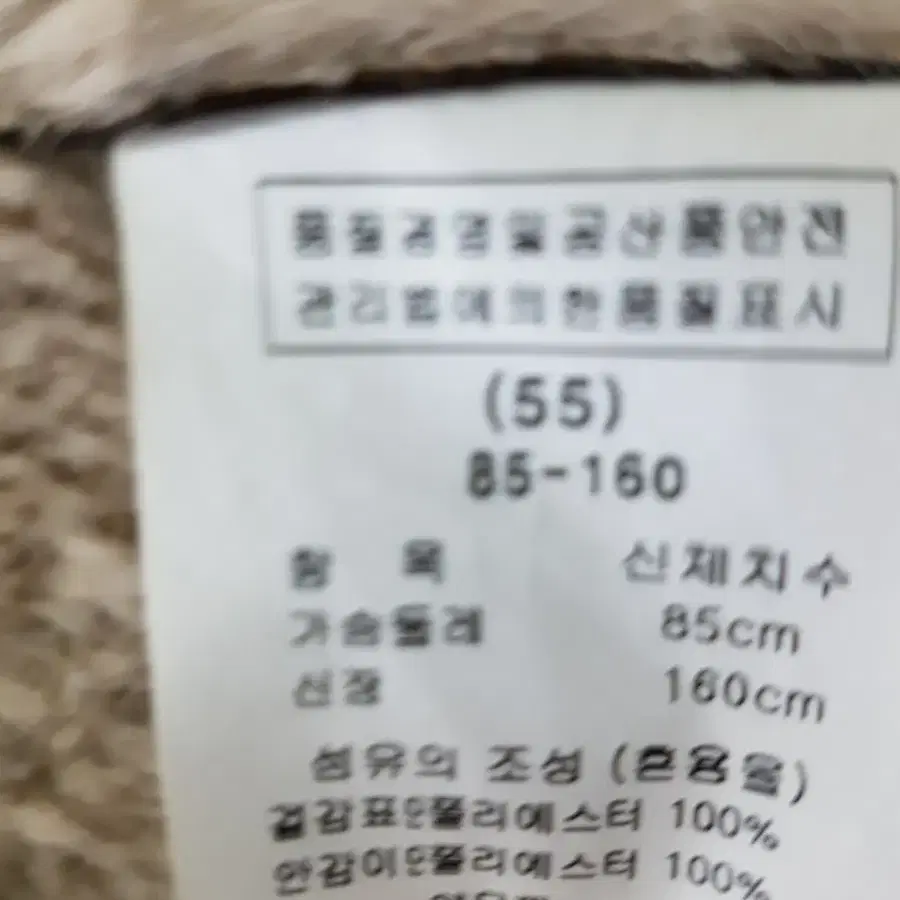 품질경영및공산품안전
관리법에의한품질표시
(55)
85-160
항 목 신체치수
가슴둘레 85cm
신장 160cm
섬유의 조성 (혼용율)
겉감표면폴리에스터 100%
안감이면폴리에스터 100%